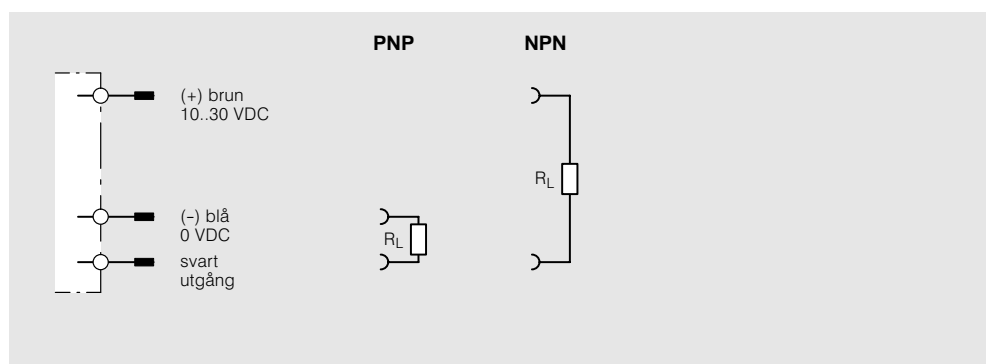 PNP NPN
(+) brun
10..30 VDC
RL
(–) blå
0 VDC
RL
svart
utgång